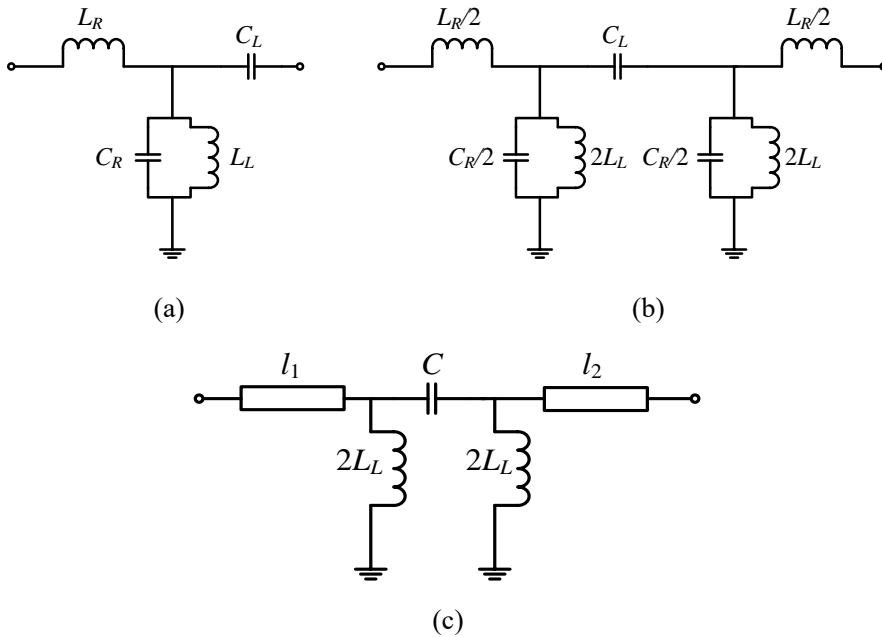 L_R C_L
C_R L_L
(a)
L_R/2 C_L L_R/2
C_R/2 2L_L C_R/2 2L_L
(b)
l_1 C l_2
2L_L 2L_L
(c)